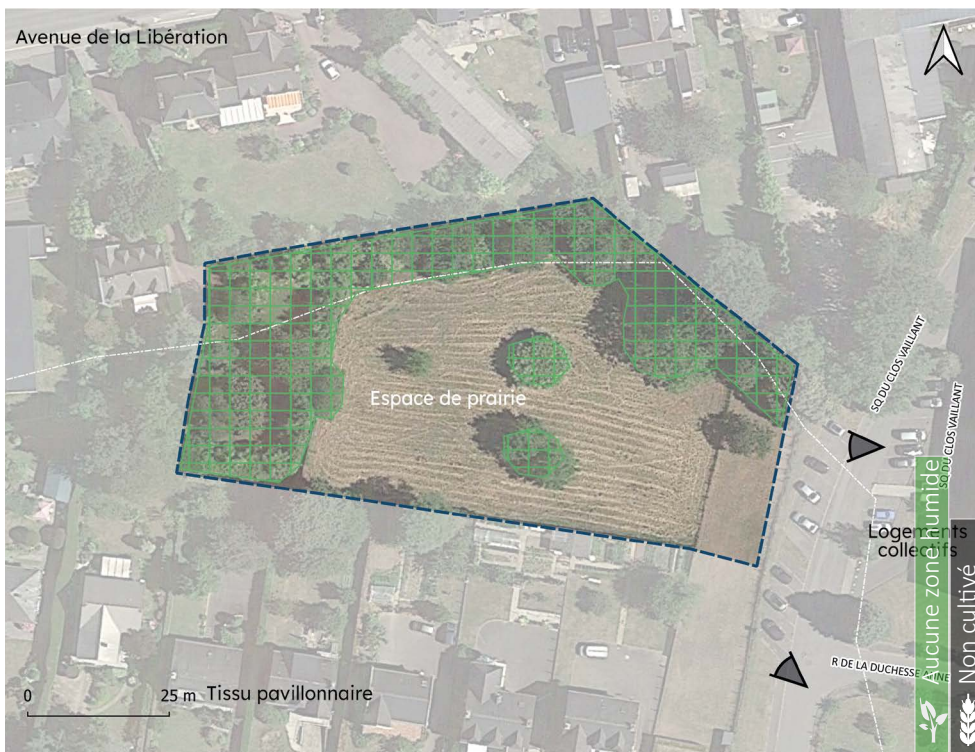 Avenue de la Libération
SQ DU CLOS VAILLANT
SQ DU CLOS VAILLANT
Espace de prairie
Logements
collectifs
Aucune zone humide
Non cultivé
R DE LA DUCHESSE ANNE
0 25 m
Tissu pavillonnaire